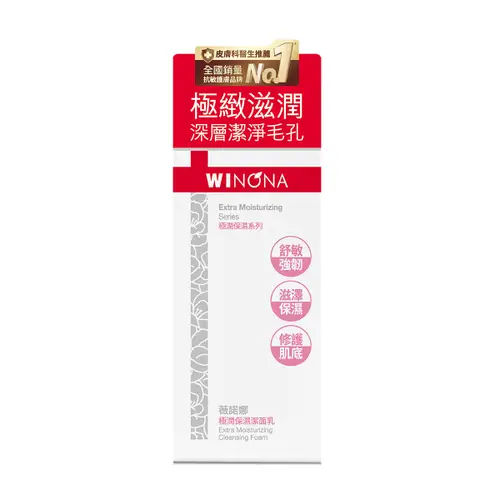 皮膚科醫生推薦
全國銷量
抗敏護膚品牌
No.1
極緻滋潤
深層潔淨毛孔
WINONA
Extra Moisturizing
Series
極潤保濕系列
舒敏
強韌
滋澤
保濕
修護
肌底
薇諾娜
極潤保濕潔面乳
Extra Moisturizing
Cleansing Foam